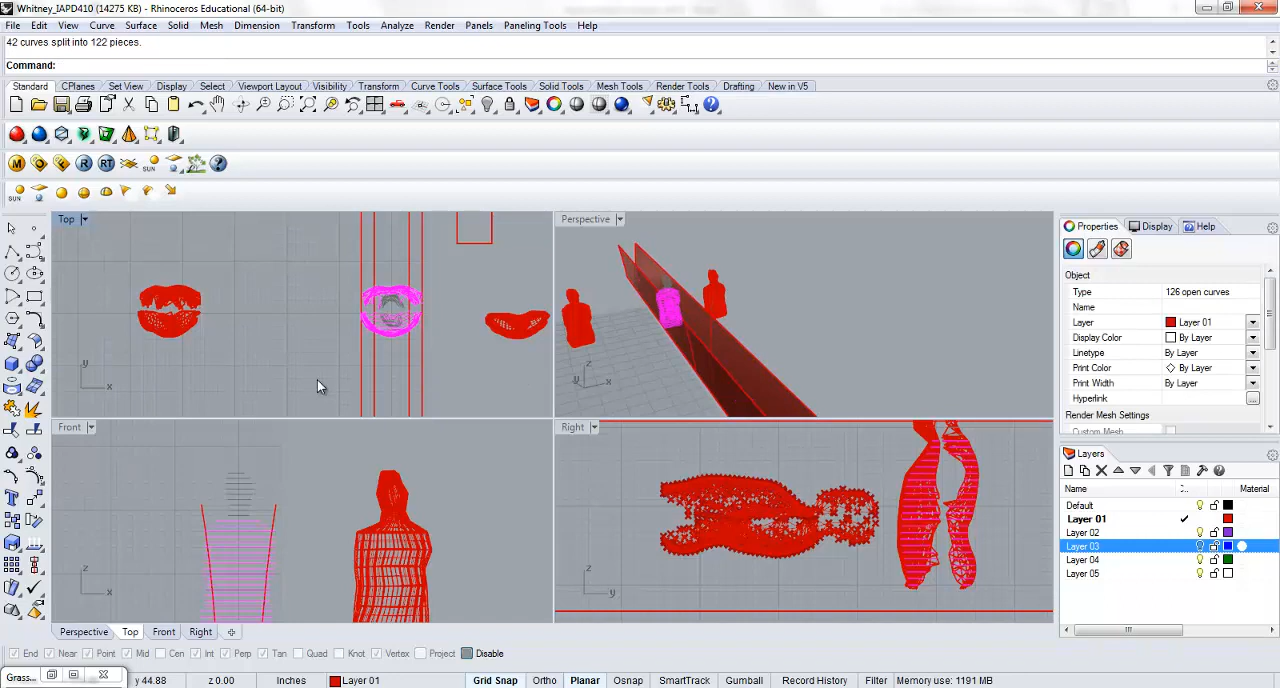 Whitney_IAPD410 (14275 KB) - Rhinoceros Educational (64-bit)
File Edit View Curve Surface Solid Mesh Dimension Transform Tools Analyze Render Panels Paneling Tools Help
42 curves split into 122 pieces.
Command:
Standard CPlanes Set View Display Select Viewport Layout Visibility Transform Curve Tools Surface Tools Solid Tools Mesh Tools Render Tools Drafting New in V5
SUN
SUN
Top
Perspective
Front
Right
y x
z y x
z x
z y
Properties Display Help
Object
Type 126 open curves
Name
Layer Layer 01
Display Color By Layer
Linetype By Layer
Print Color By Layer
Print Width By Layer
Hyperlink ...
Render Mesh Settings
Custom Mesh
Layers
Name Material
Default
Layer 01
Layer 02
Layer 03
Layer 04
Layer 05
Perspective Top Front Right
End Near Point Mid Cen Int Perp Tan Quad Knot Vertex Project Disable
Grass... y 44.88 z 0.00 Inches Layer 01 Grid Snap Ortho Planar Osnap SmartTrack Gumball Record History Filter Memory use: 1191 MB